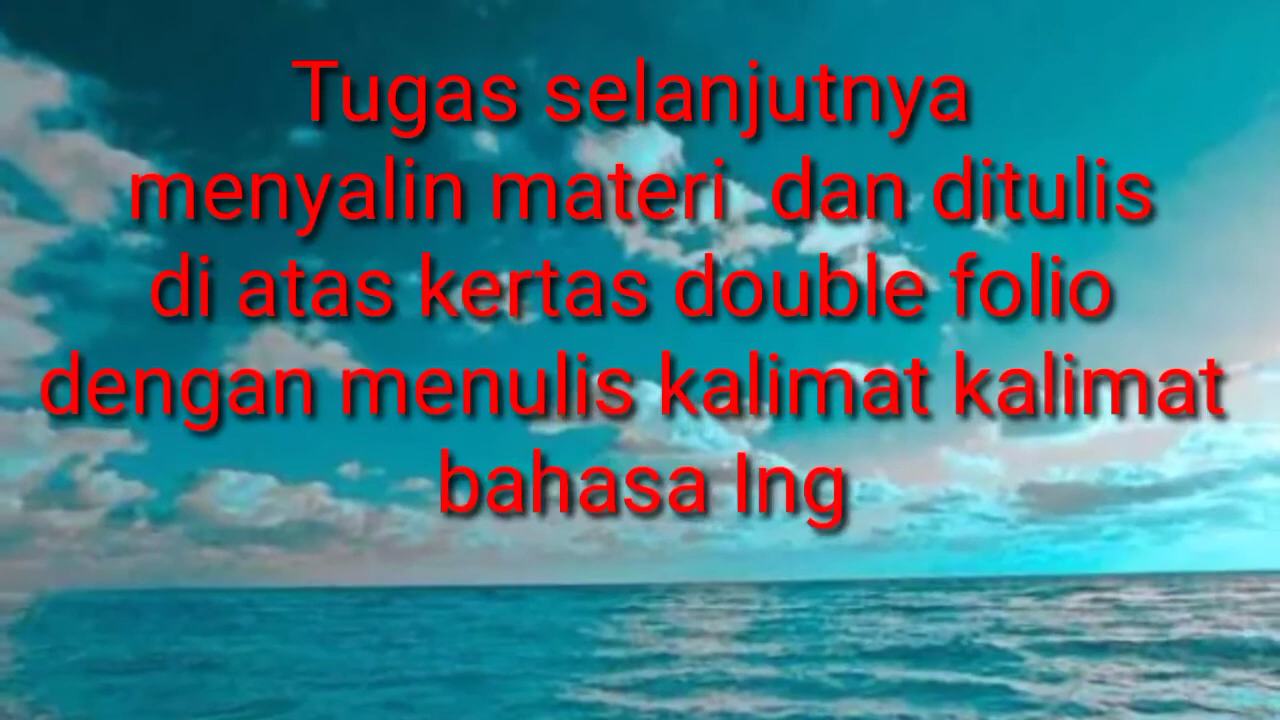 Tugas selanjutnya
menyalin materi dan ditulis
di atas kertas double folio
dengan menulis kalimat kalimat
bahasa Ing